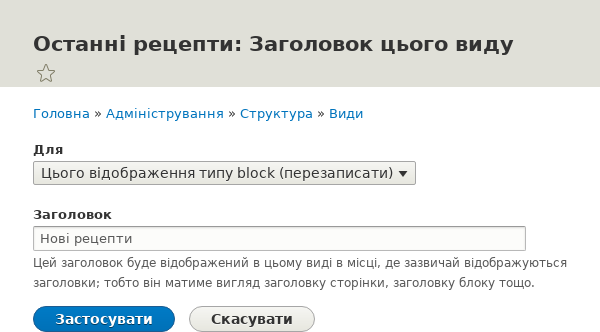 Останні рецепти: Заголовок цього виду
Головна » Адміністрування » Структура » Види
Для
Цього відображення типу block (перезаписати)
Заголовок
Нові рецепти
Цей заголовок буде відображений в цьому виді в місці, де зазвичай відображуються
заголовки; тобто він матиме вигляд заголовку сторінки, заголовку блоку тощо.
Застосувати Скасувати